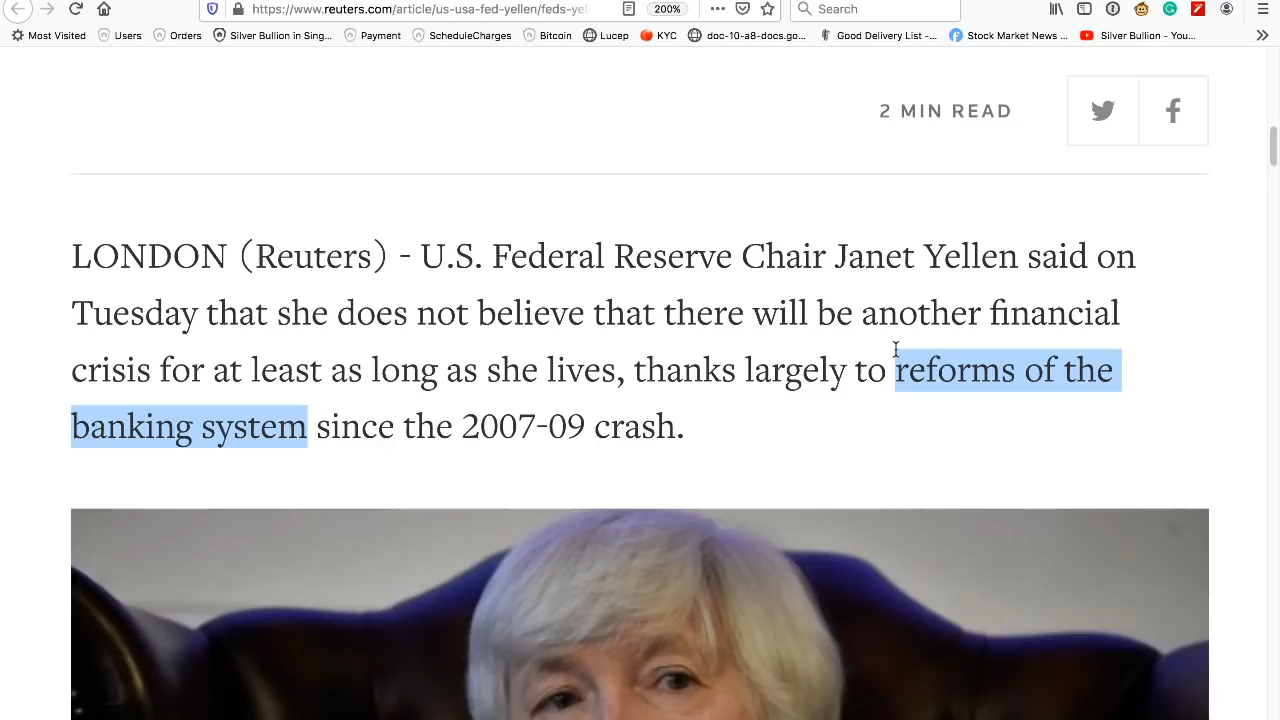 https://www.reuters.com/article/us-usa-fed-yellen/feds-yel
200%
Search
Most Visited
Users
Orders
Silver Bullion in Sing...
Payment
ScheduleCharges
Bitcoin
Lucep
KYC
doc-10-a8-docs.go...
Good Delivery List -...
Stock Market News ...
Silver Bullion - You...
2 MIN READ
LONDON (Reuters) - U.S. Federal Reserve Chair Janet Yellen said on
Tuesday that she does not believe that there will be another financial
crisis for at least as long as she lives, thanks largely to reforms of the
banking system since the 2007-09 crash.